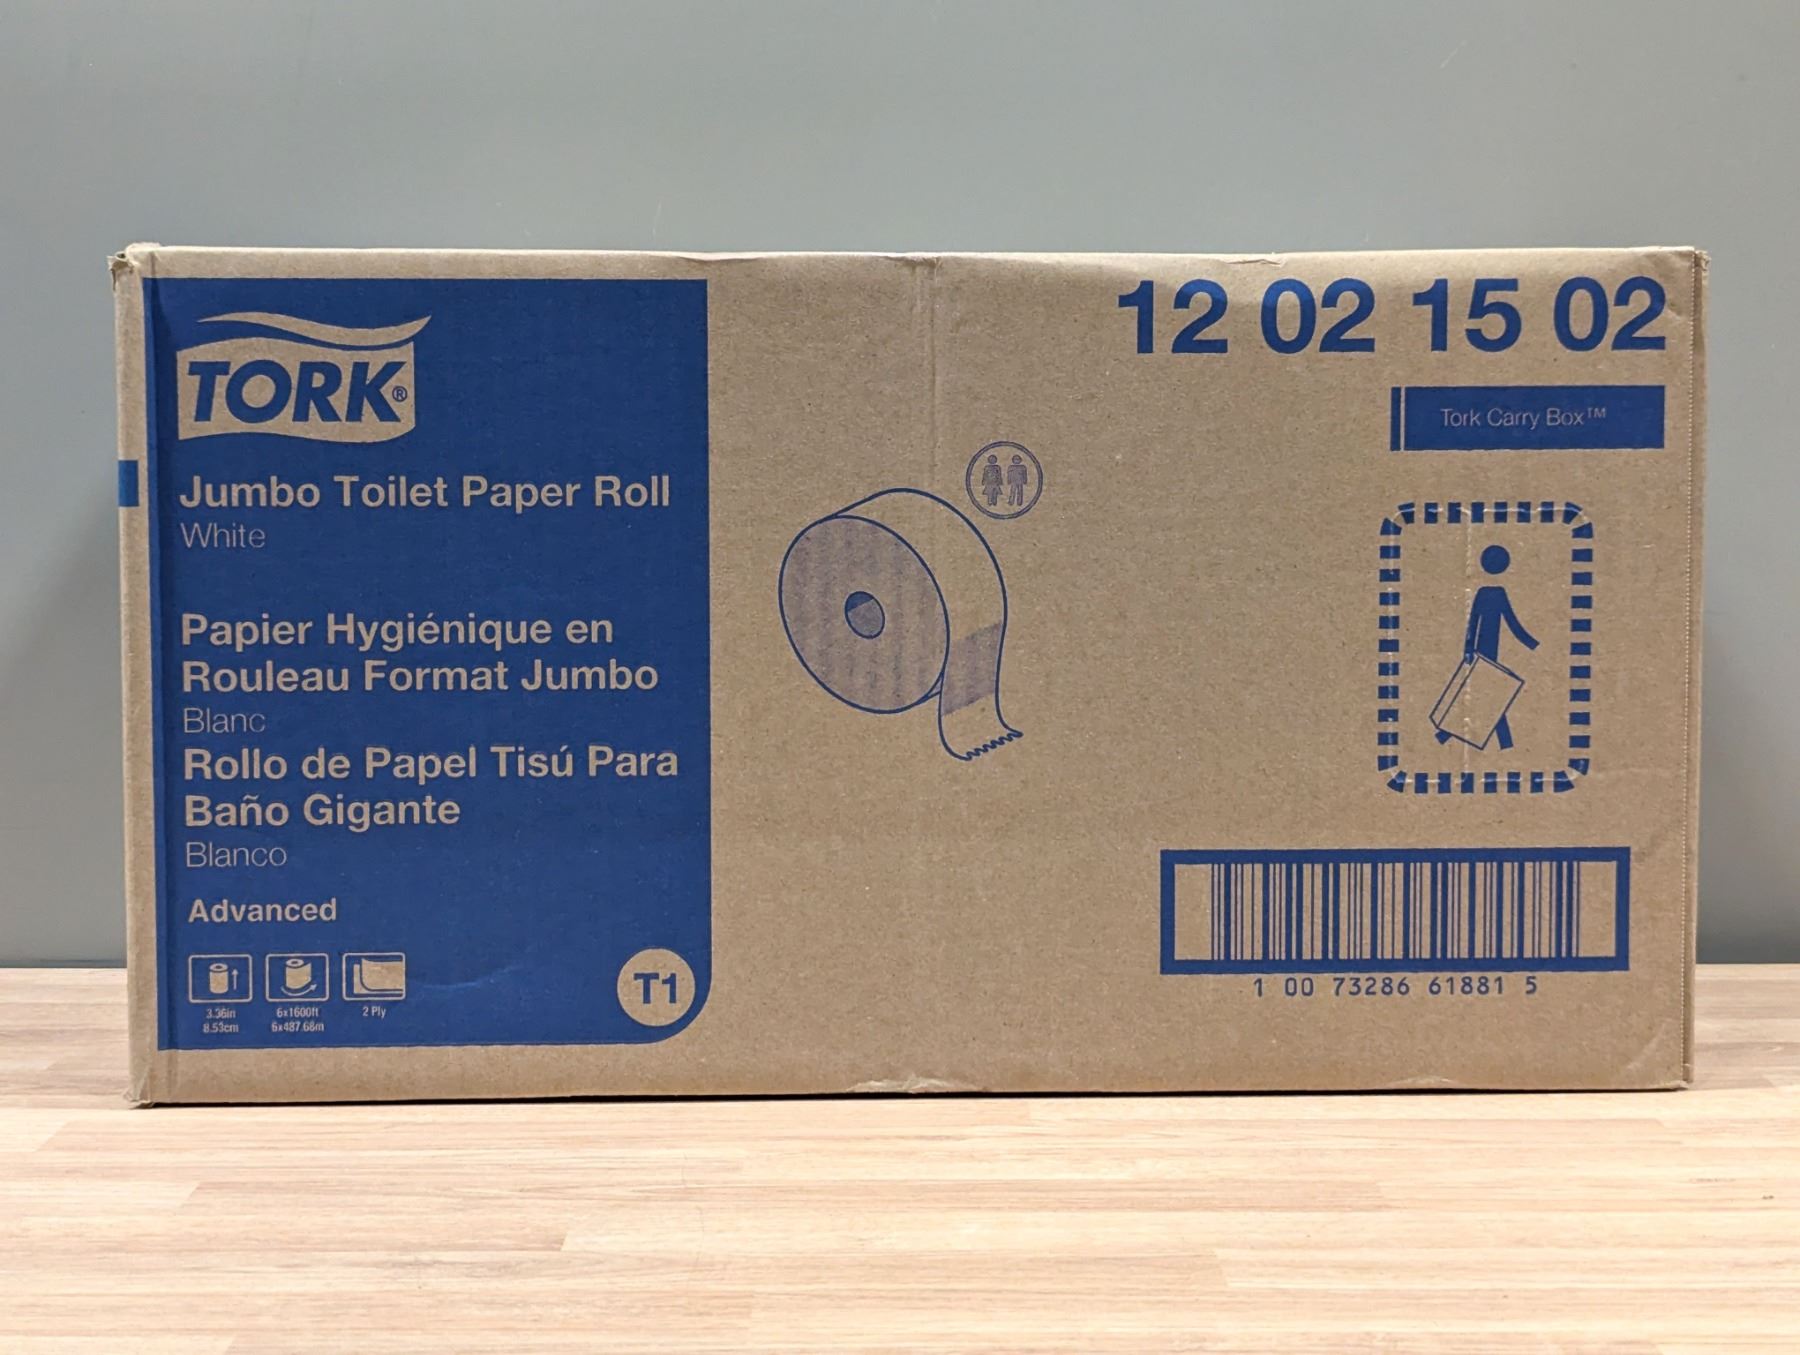 TORK®
Jumbo Toilet Paper Roll
White
Papier Hygiénique en
Rouleau Format Jumbo
Blanc
Rollo de Papel Tisú Para
Baño Gigante
Blanco
Advanced
3.36in
8.53cm
6x1600ft
6x487.68m
2 Ply
T1
12 02 15 02
Tork Carry Box™
1 00 73286 61881 5